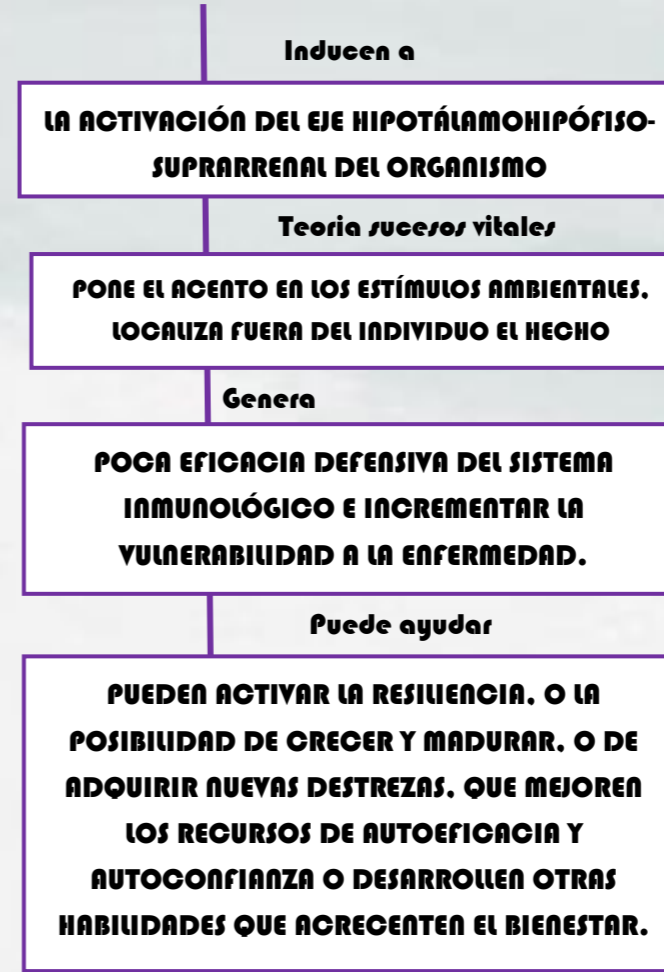 Inducen a
LA ACTIVACIÓN DEL EJE HIPOTÁLAMOHIPÓFISO-
SUPRARRENAL DEL ORGANISMO
Teoria sucesos vitales
PONE EL ACENTO EN LOS ESTÍMULOS AMBIENTALES,
LOCALIZA FUERA DEL INDIVIDUO EL HECHO
Genera
POCA EFICACIA DEFENSIVA DEL SISTEMA
INMUNOLÓGICO E INCREMENTAR LA
VULNERABILIDAD A LA ENFERMEDAD.
Puede ayudar
PUEDEN ACTIVAR LA RESILIENCIA, O LA
POSIBILIDAD DE CRECER Y MADURAR, O DE
ADQUIRIR NUEVAS DESTREZAS, QUE MEJOREN
LOS RECURSOS DE AUTOEFICACIA Y
AUTOCONFIANZA O DESARROLLEN OTRAS
HABILIDADES QUE ACRECENTEN EL BIENESTAR.